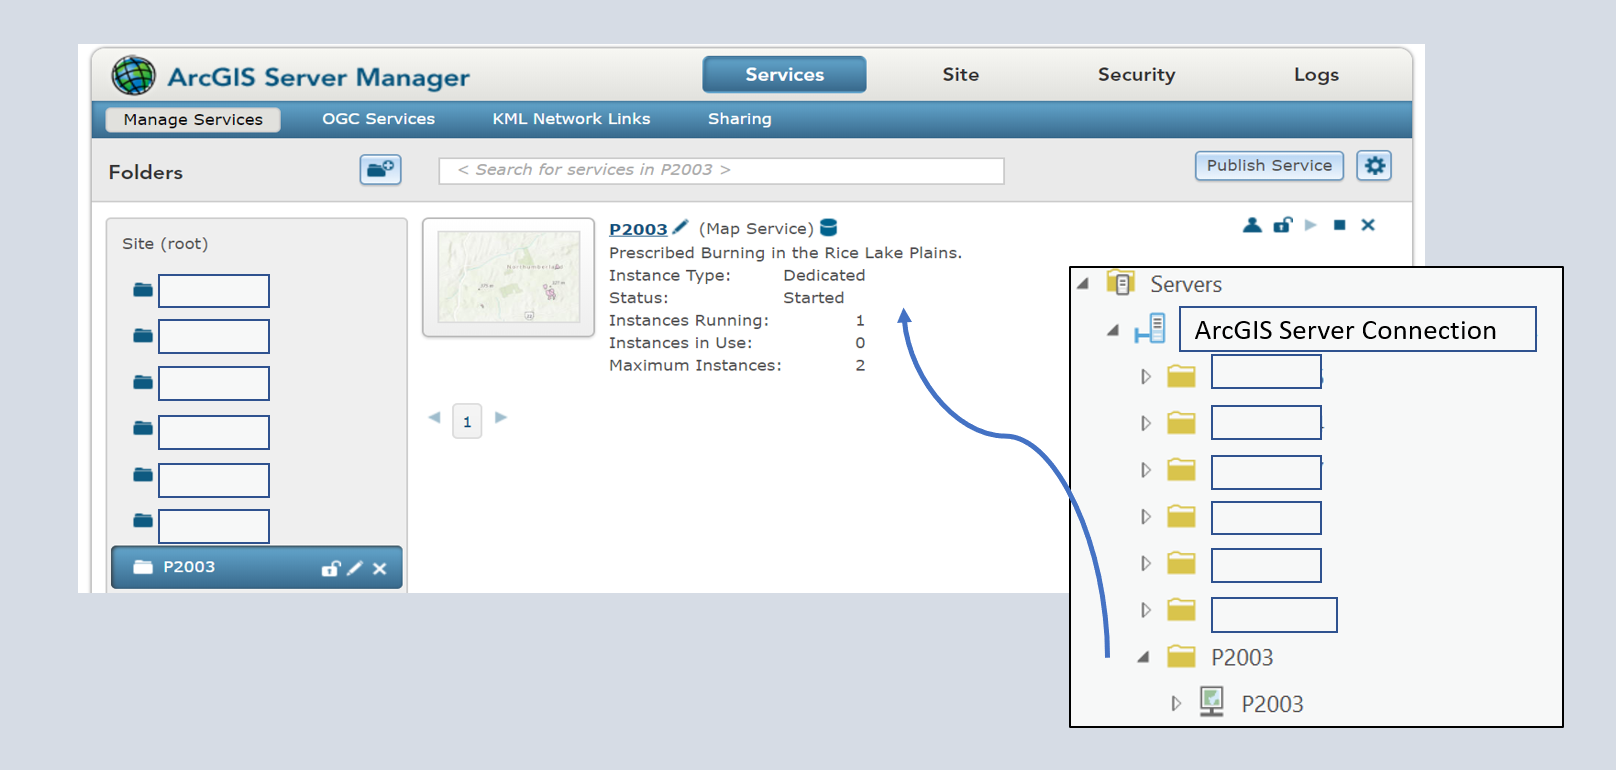 ArcGIS Server Manager
Services
Site
Security
Logs
Manage Services
OGC Services
KML Network Links
Sharing
Folders
< Search for services in P2003 >
Publish Service
Site (root)
P2003
P2003 (Map Service)
Prescribed Burning in the Rice Lake Plains.
Instance Type: Dedicated
Status: Started
Instances Running: 1
Instances in Use: 0
Maximum Instances: 2
1
Servers
ArcGIS Server Connection
P2003
P2003